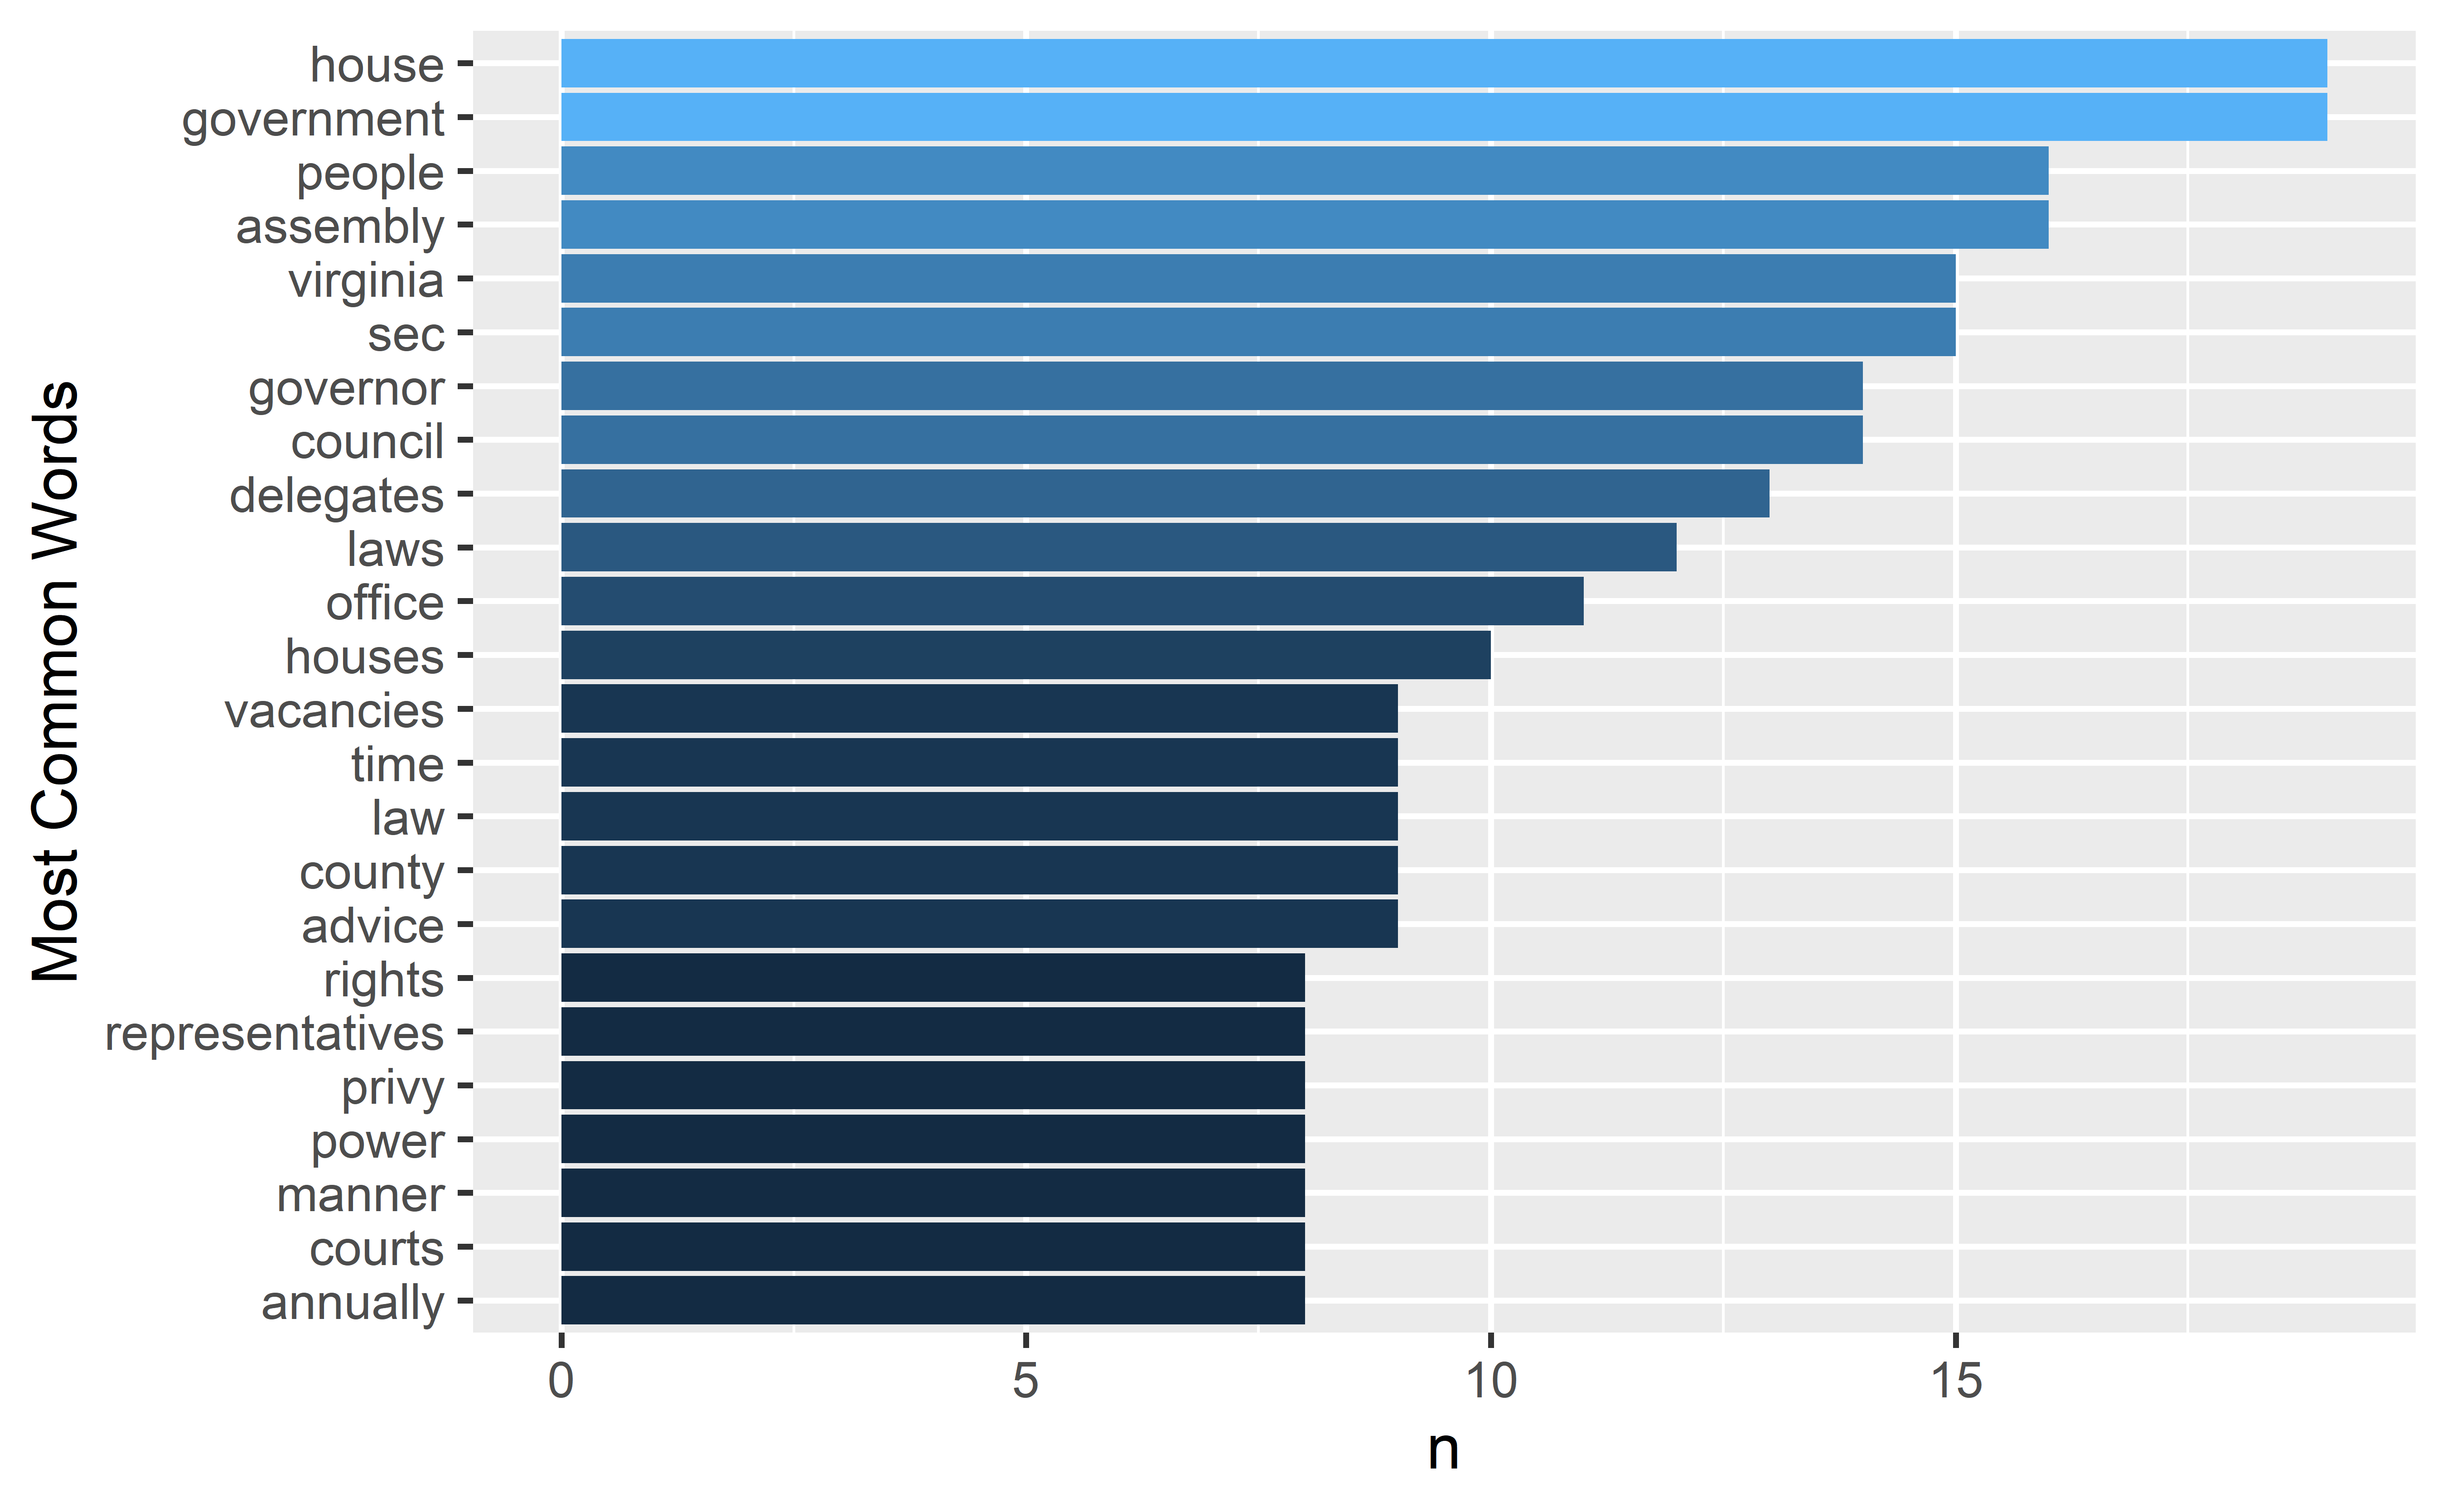 Most Common Words
house
government
people
assembly
virginia
sec
governor
council
delegates
laws
office
houses
vacancies
time
law
county
advice
rights
representatives
privy
power
manner
courts
annually
0 5 10 15
n